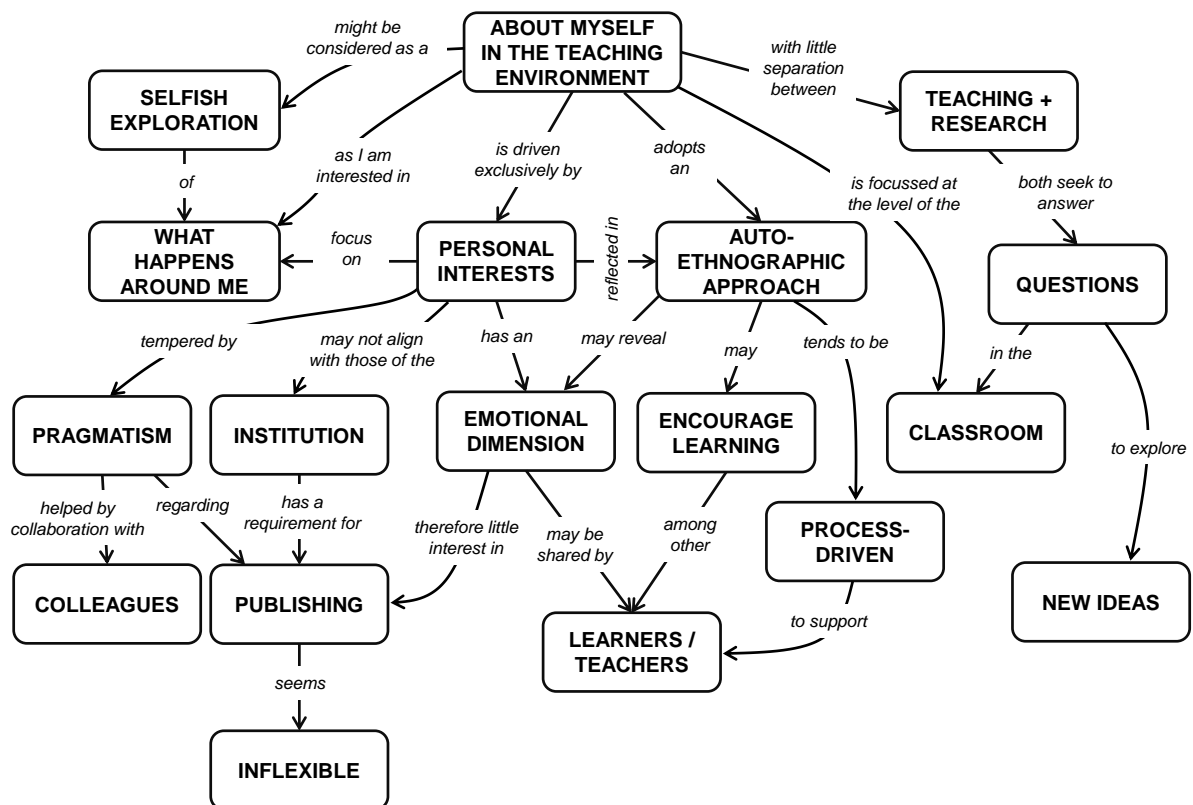 might be
considered as a
ABOUT MYSELF
IN THE TEACHING
ENVIRONMENT
with little
separation
between
SELFISH
EXPLORATION
TEACHING +
RESEARCH
of
as I am
interested in
is driven
exclusively by
adopts
an
is focussed at
the level of the
both seek to
answer
WHAT
HAPPENS
AROUND ME
focus
on
PERSONAL
INTERESTS
reflected in
AUTO-
ETHNOGRAPHIC
APPROACH
QUESTIONS
tempered by
may not align
with those of the
has an
may reveal
may
tends to be
in the
PRAGMATISM
INSTITUTION
EMOTIONAL
DIMENSION
ENCOURAGE
LEARNING
CLASSROOM
to explore
helped by
collaboration with
regarding
has a
requirement for
therefore little
interest in
may be
shared by
among
other
PROCESS-
DRIVEN
COLLEAGUES
PUBLISHING
NEW IDEAS
LEARNERS /
TEACHERS
to support
seems
INFLEXIBLE